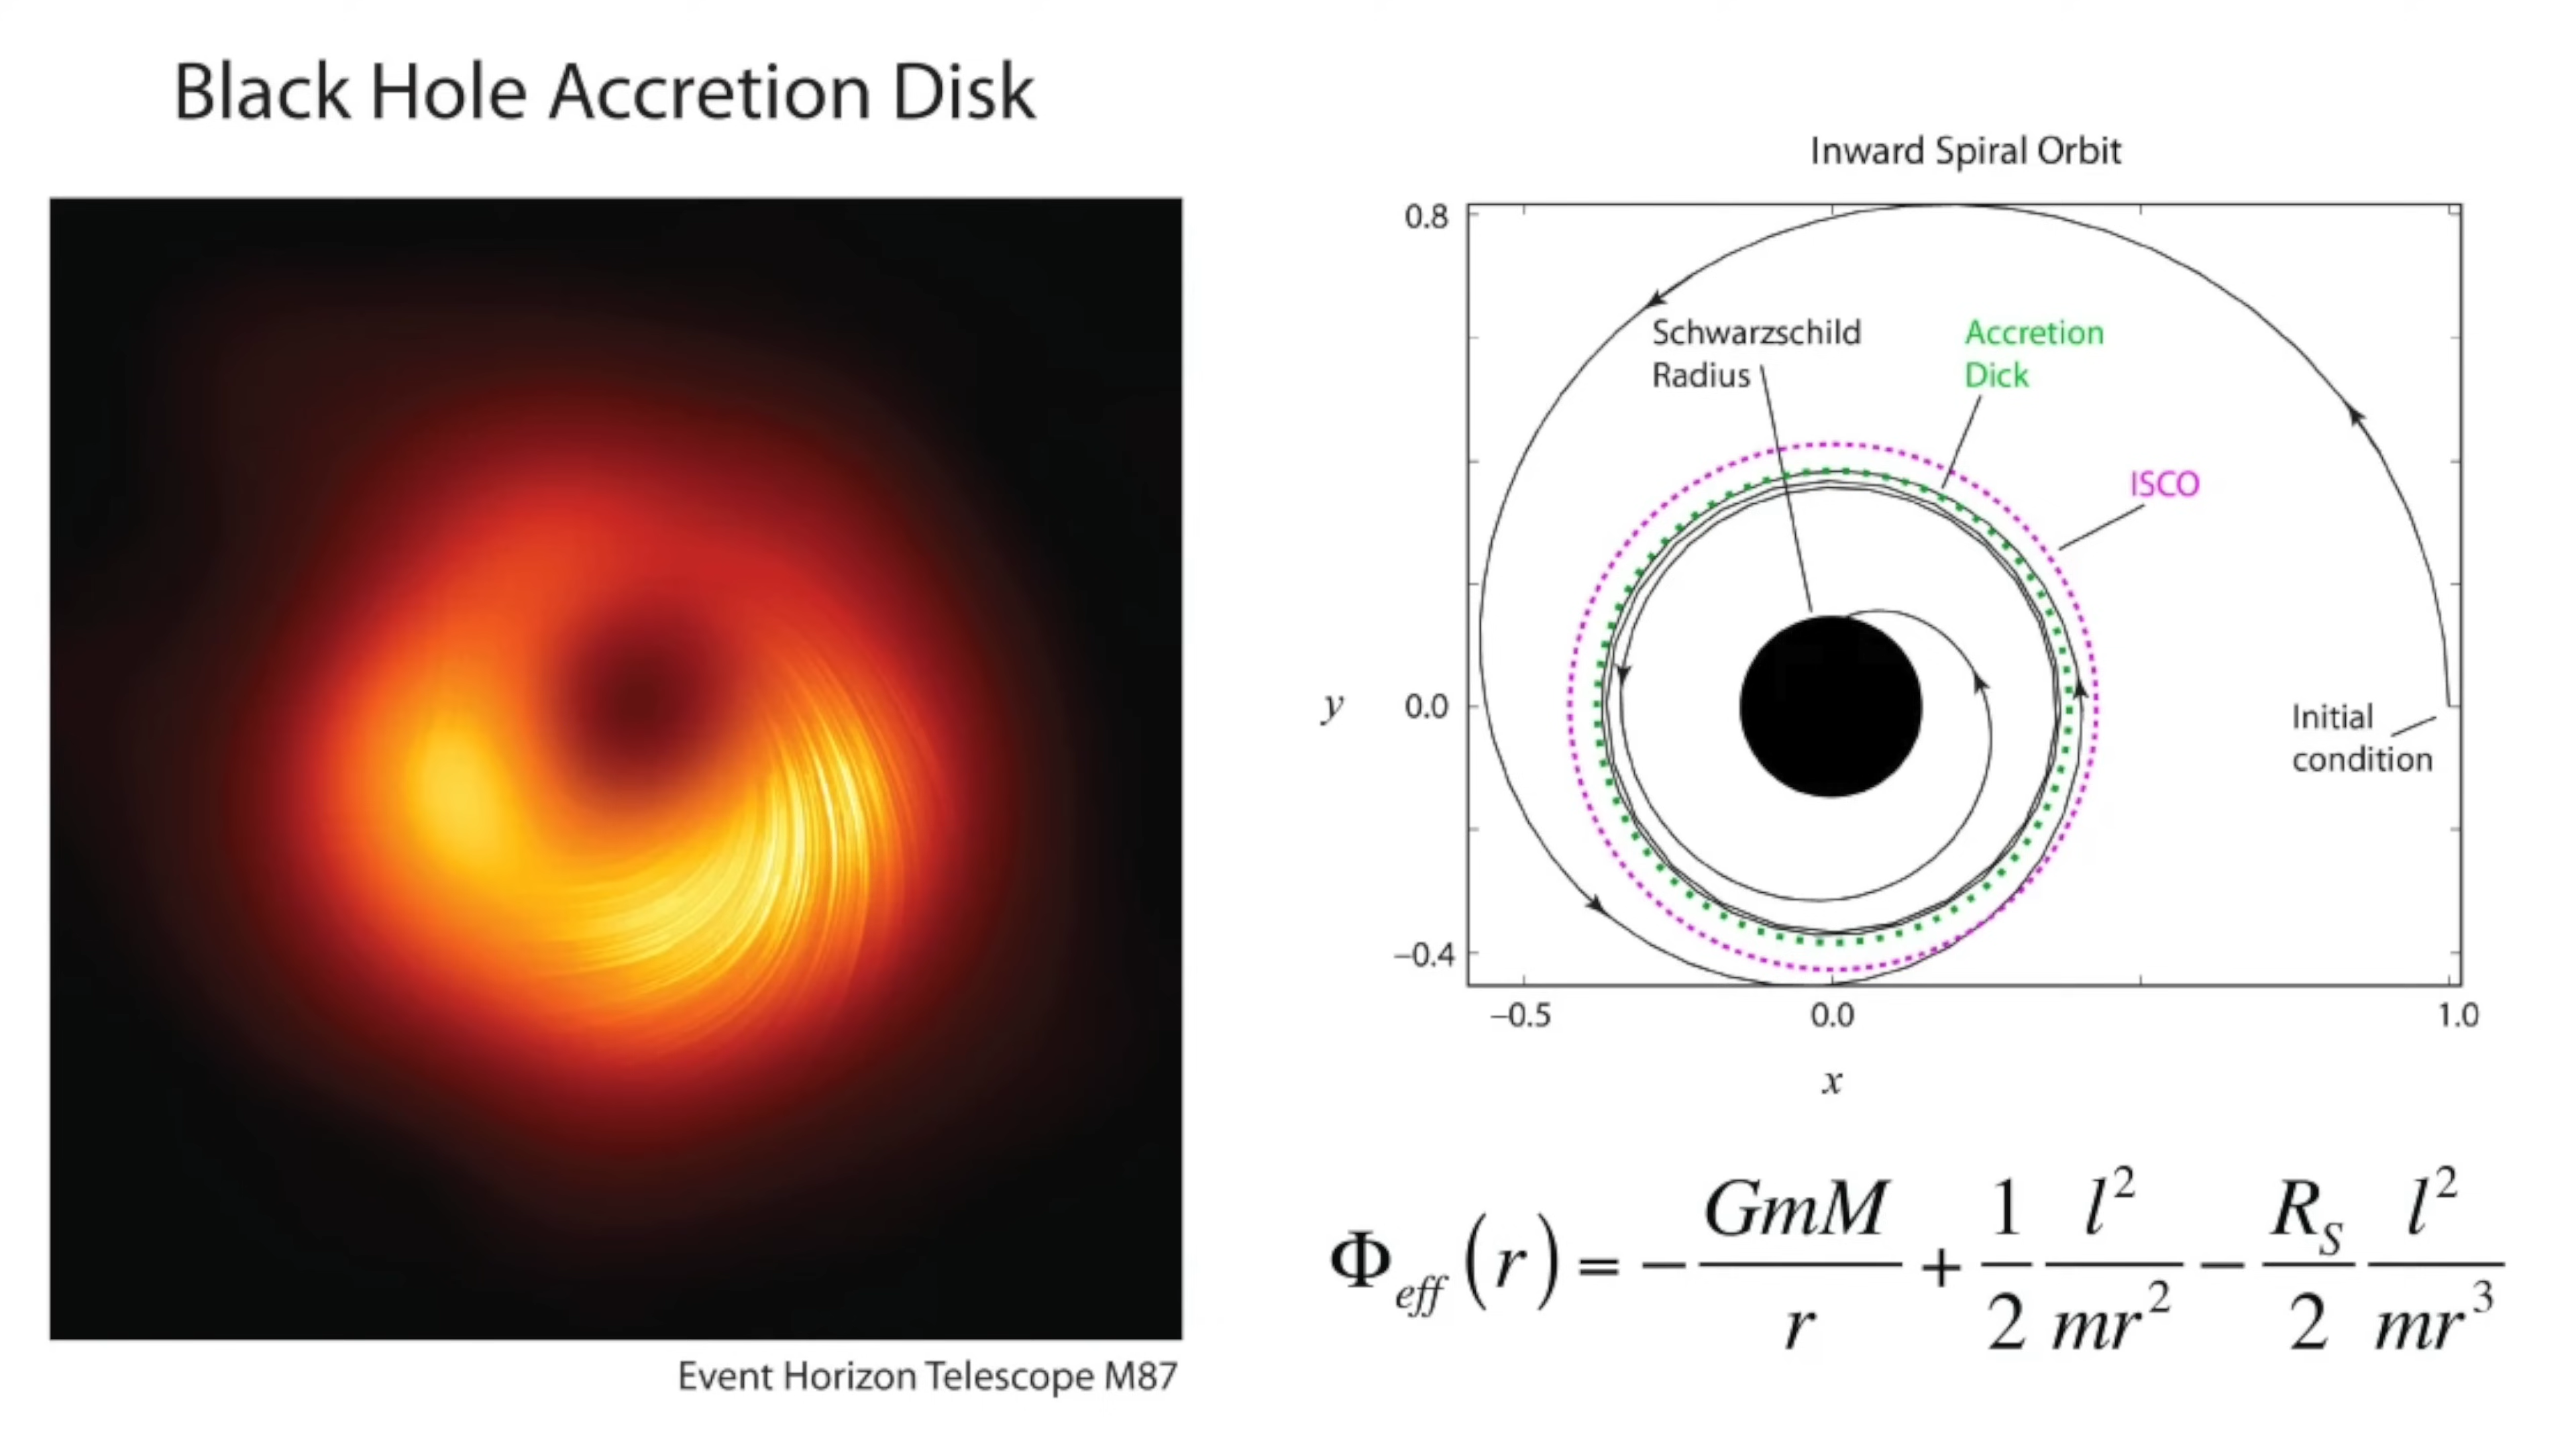 Black Hole Accretion Disk
Event Horizon Telescope M87
Inward Spiral Orbit
0.8
Schwarzschild
Radius
Accretion
Dick
ISCO
y
0.0
Initial
condition
−0.4
−0.5 0.0 1.0
x
Φ_eff (r) = − GmM/r + 1/2 l²/mr² − R_S/2 l²/mr³